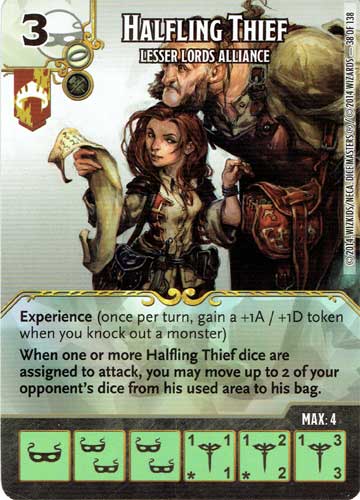 3
HALFLING THIEF
LESSER LORDS ALLIANCE
©2014 WIZKIDS/NECA. DICE MASTERS©/©2014 WIZARDS — 38 OF 138
Experience (once per turn, gain a +1A / +1D token
when you knock out a monster)
When one or more Halfling Thief dice are
assigned to attack, you may move up to 2 of your
opponent's dice from his used area to his bag.
MAX: 4
1 1 * 1
1 2 * 2
1 3 3